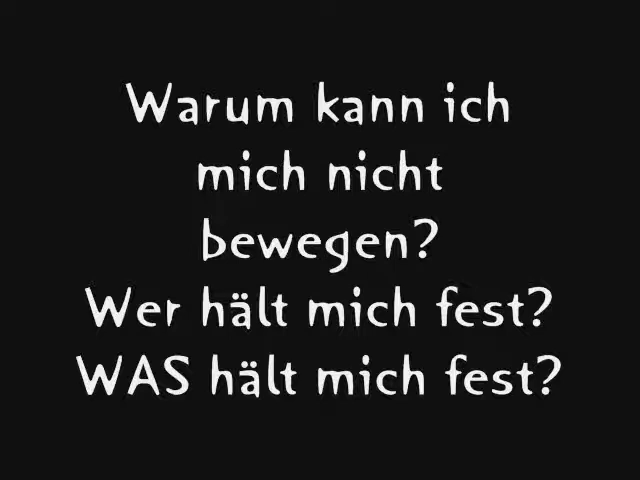 Warum kann ich
mich nicht
bewegen?
Wer hält mich fest?
WAS hält mich fest?